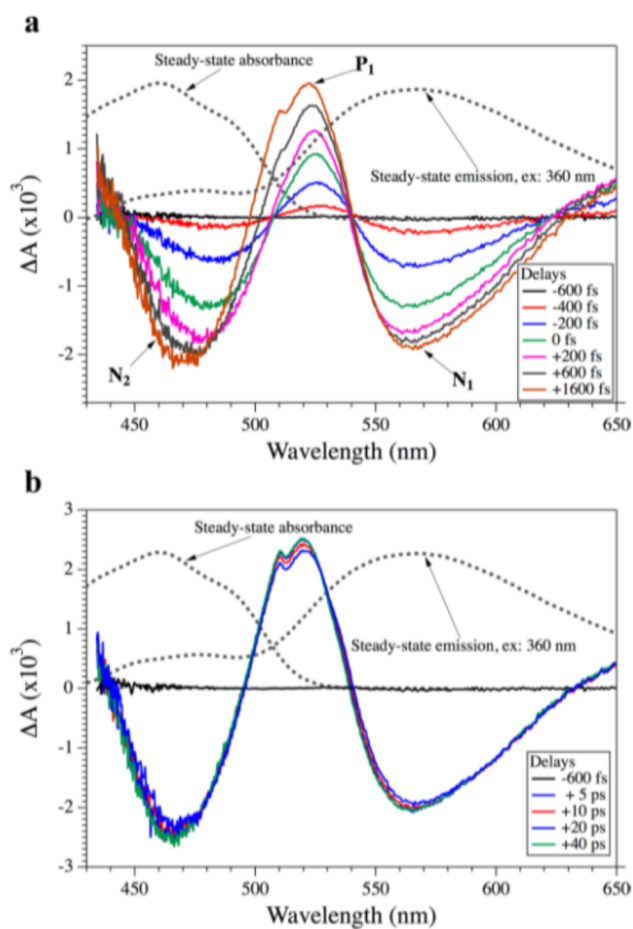 a
Steady-state absorbance
P1
Steady-state emission, ex: 360 nm
N2
N1
ΔA (x10³)
2
1
0
-1
-2
Delays
-600 fs
-400 fs
-200 fs
0 fs
+200 fs
+600 fs
+1600 fs
450
500
550
600
650
Wavelength (nm)
b
Steady-state absorbance
Steady-state emission, ex: 360 nm
ΔA (x10³)
3
2
1
0
-1
-2
-3
Delays
-600 fs
+ 5 ps
+10 ps
+20 ps
+40 ps
450
500
550
600
650
Wavelength (nm)